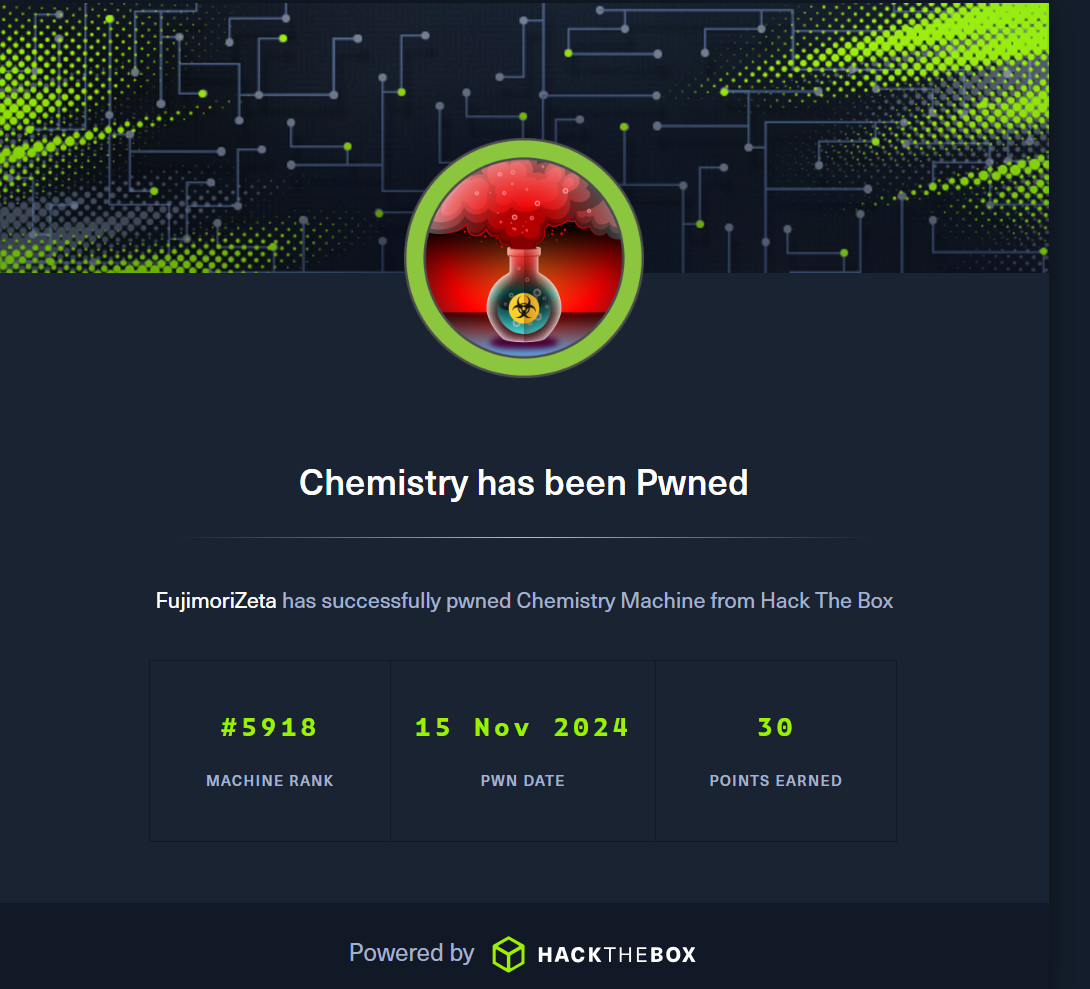 Chemistry has been Pwned
FujimoriZeta has successfully pwned Chemistry Machine from Hack The Box
#5918 15 Nov 2024 30
MACHINE RANK PWN DATE POINTS EARNED
Powered by HACKTHEBOX